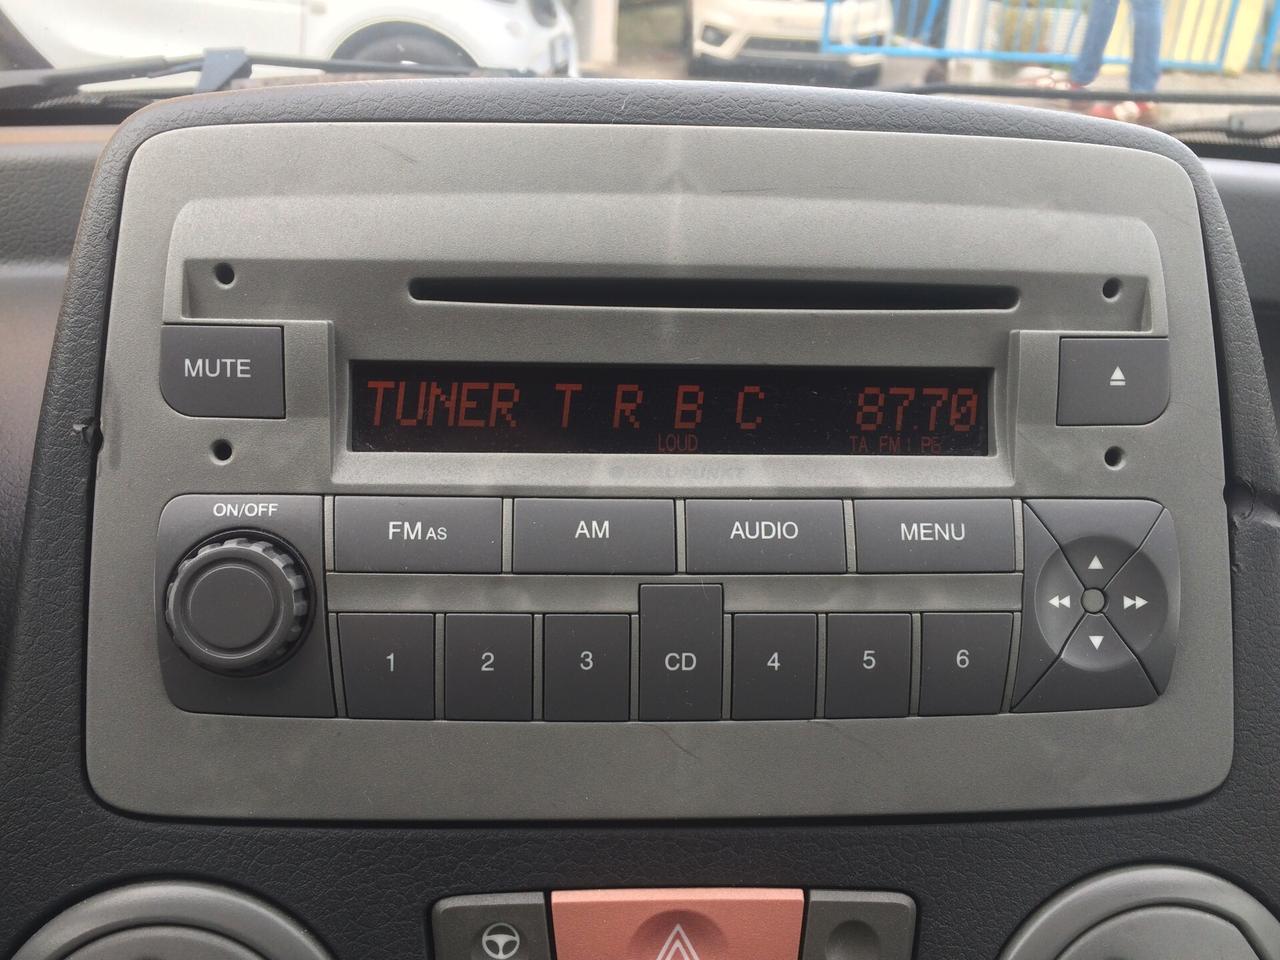 MUTE
TUNER T R B C 87.70
LOUD TA FM I
BLAUPUNKT
ON/OFF
FM AS AM AUDIO MENU
1 2 3 CD 4 5 6